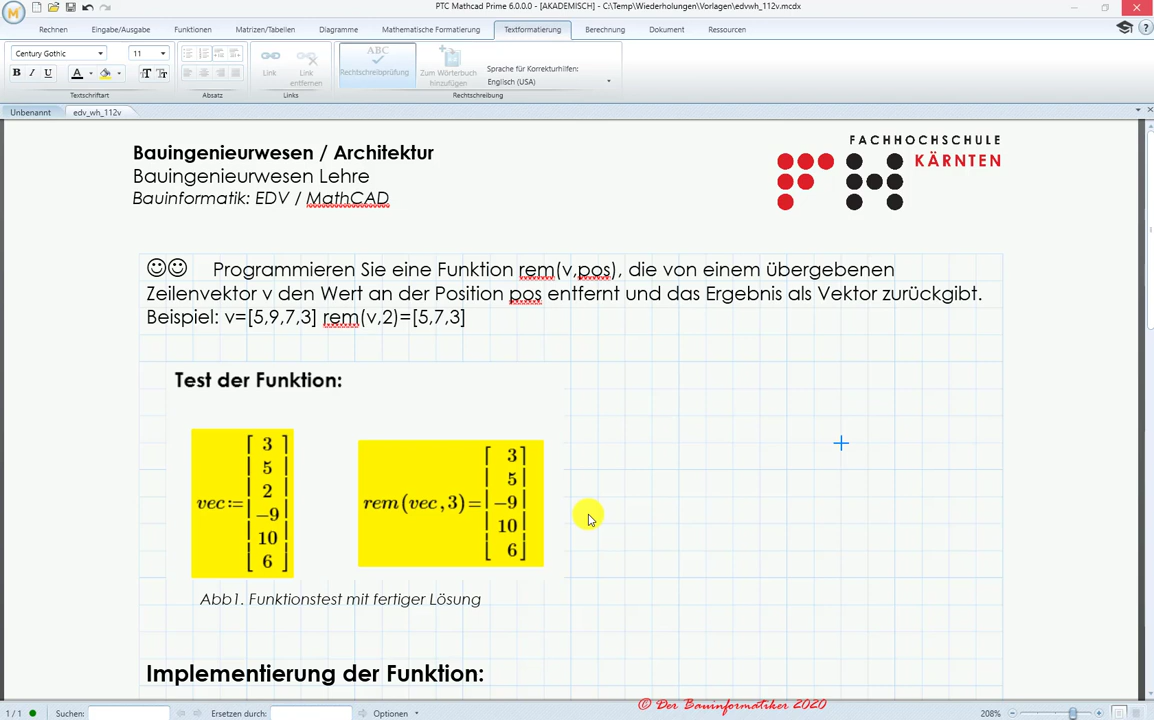 PTC Mathcad Prime 6.0.0.0 - [AKADEMISCH] - C:\Temp\Wiederholungen\Vorlagen\edvwh_112v.mcdx
Rechnen Eingabe/Ausgabe Funktionen Matrizen/Tabellen Diagramme Mathematische Formatierung Textformatierung Berechnung Dokument Ressourcen
Century Gothic 11
B I U A
Textschriftart
Absatz
Link
Link entfernen
Links
ABC
Rechtschreibprüfung
Zum Wörterbuch hinzufügen
Sprache für Korrekturhilfen:
Englisch (USA)
Rechtschreibung
Unbenannt edv_wh_112v
Bauingenieurwesen / Architektur
Bauingenieurwesen Lehre
Bauinformatik: EDV / MathCAD
FACHHOCHSCHULE
KÄRNTEN
☺☺ Programmieren Sie eine Funktion rem(v,pos), die von einem übergebenen
Zeilenvektor v den Wert an der Position pos entfernt und das Ergebnis als Vektor zurückgibt.
Beispiel: v=[5,9,7,3] rem(v,2)=[5,7,3]
Test der Funktion:
vec:=[3 5 2 −9 10 6]
rem(vec,3)=[3 5 −9 10 6]
Abb1. Funktionstest mit fertiger Lösung
Implementierung der Funktion:
© Der Bauinformatiker 2020
1 / 1 Suchen: Ersetzen durch: Optionen 208%